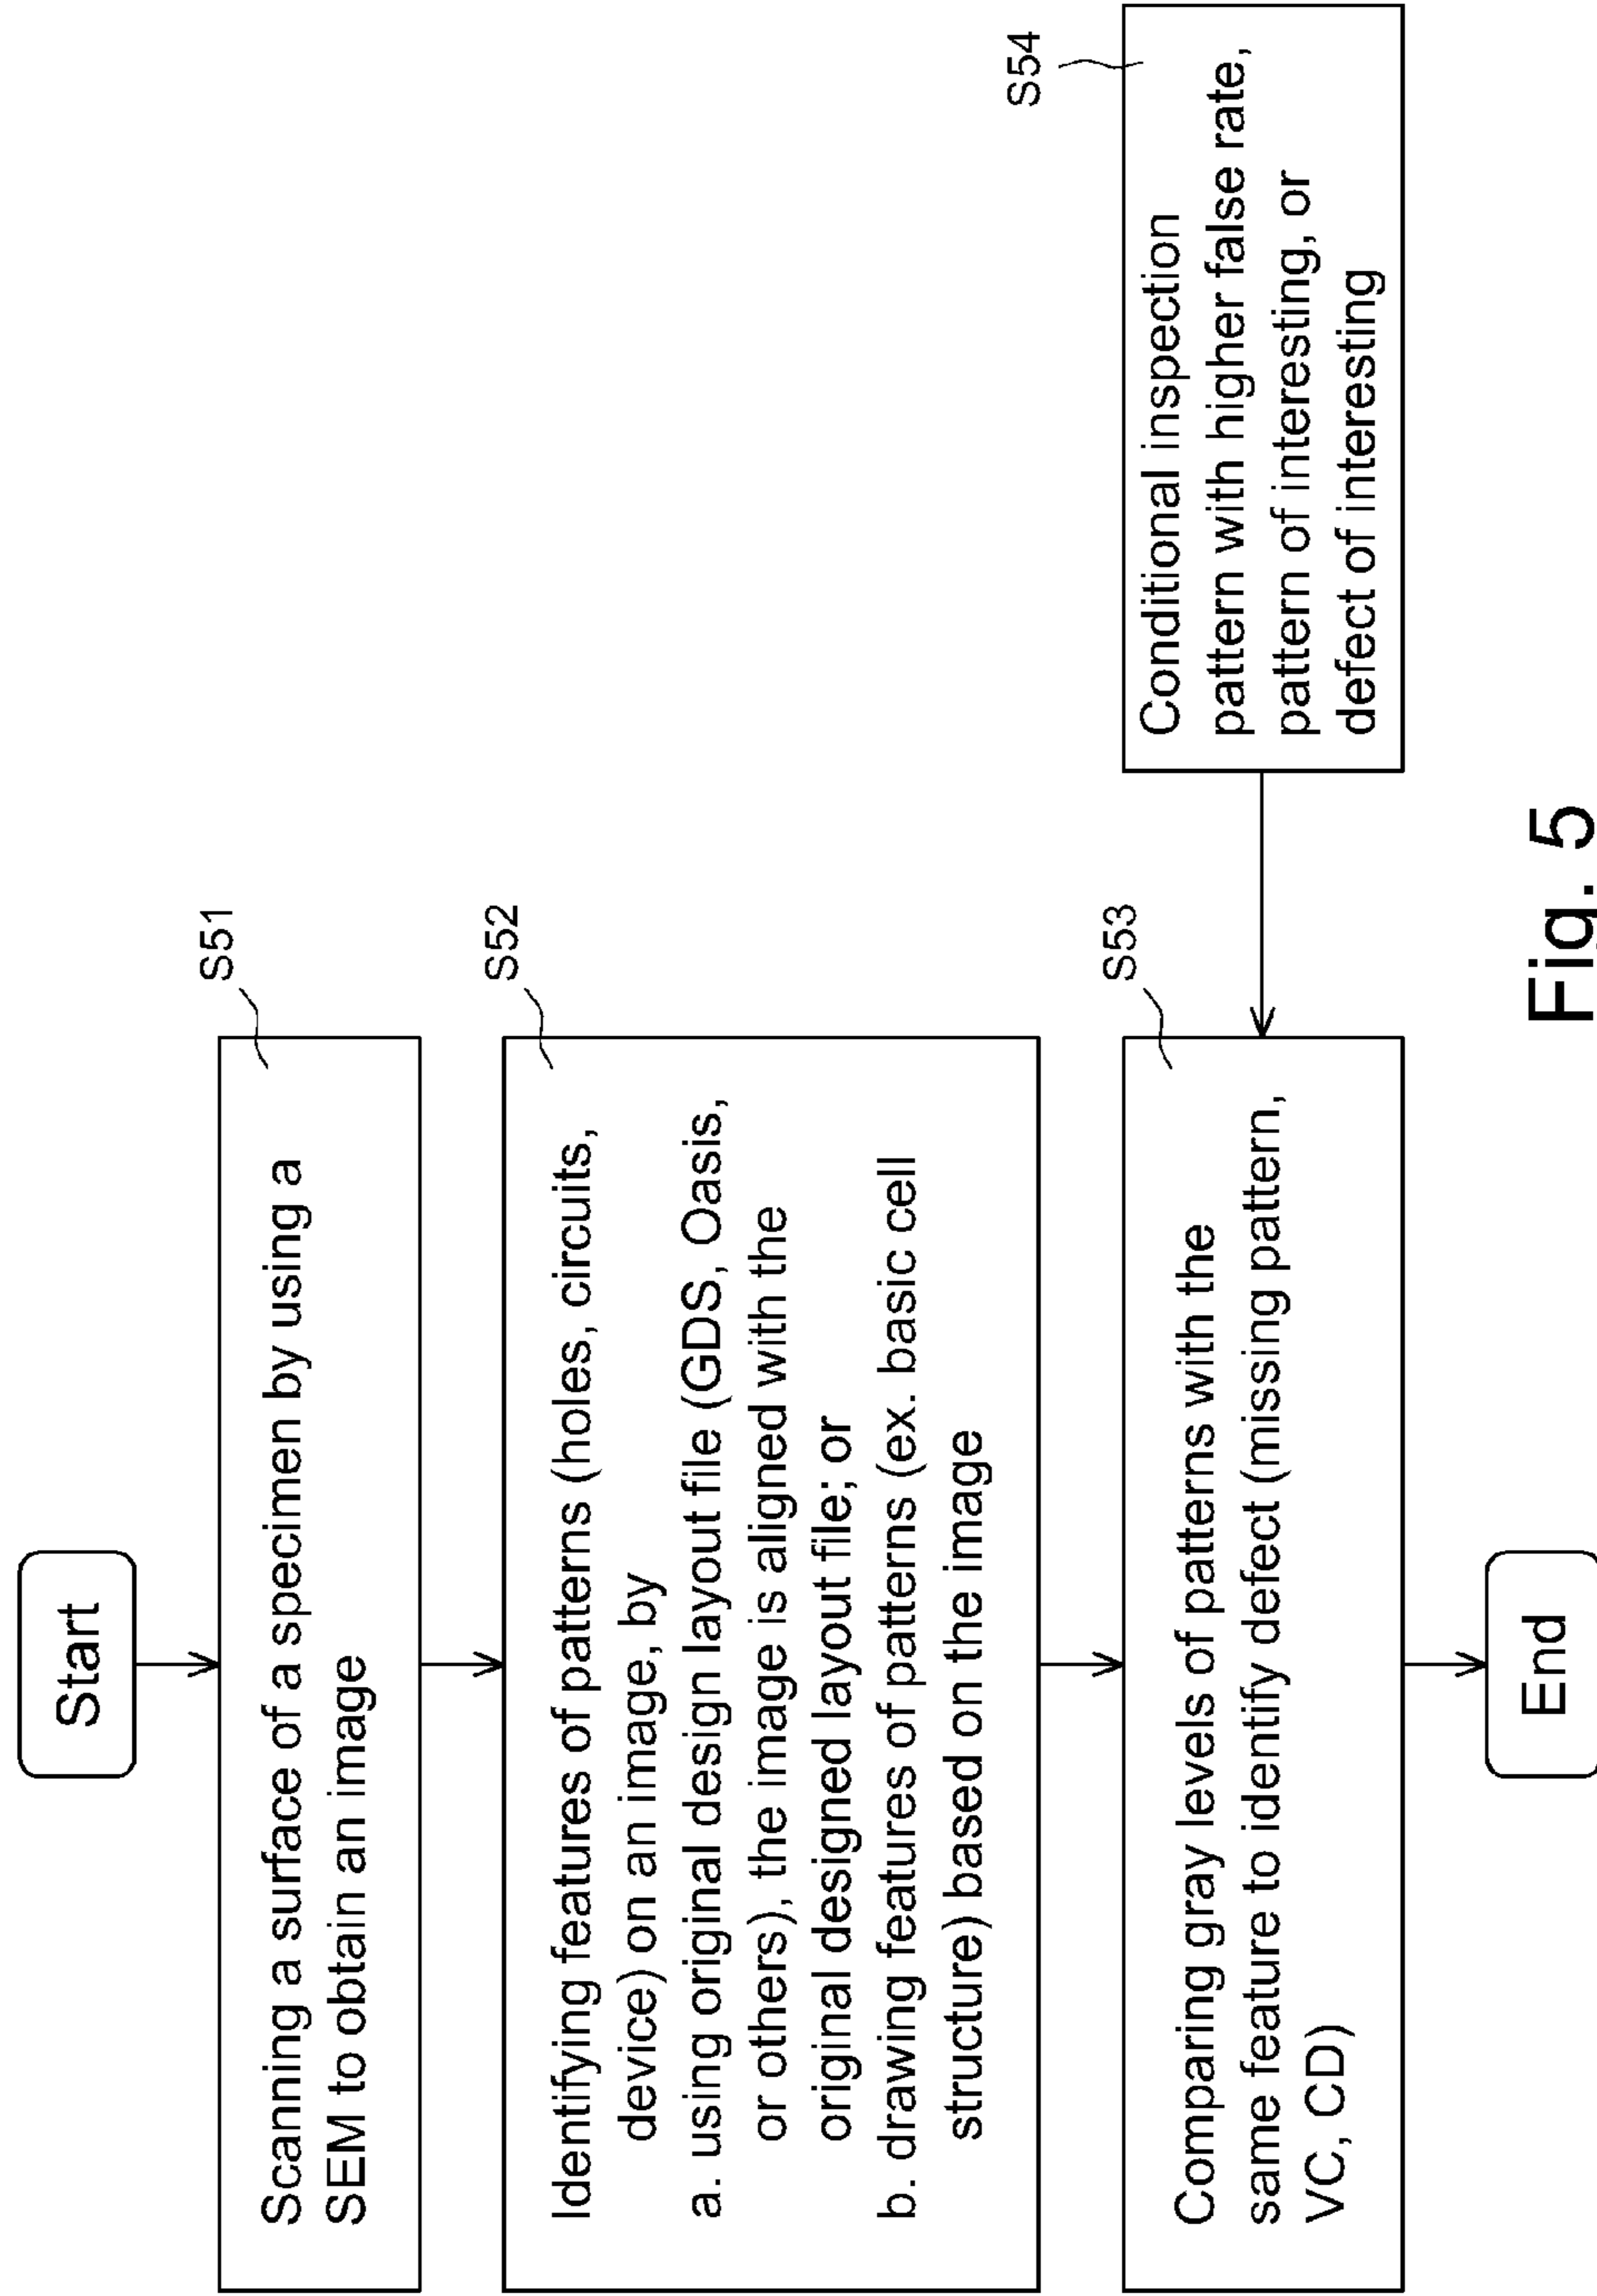 Start
S51
Scanning a surface of a specimen by using a
SEM to obtain an image
S52
Identifying features of patterns (holes, circuits,
device) on an image, by
a. using original design layout file (GDS, Oasis,
or others), the image is aligned with the
original designed layout file; or
b. drawing features of patterns (ex. basic cell
structure) based on the image
S53
Comparing gray levels of patterns with the
same feature to identify defect (missing pattern,
VC, CD)
S54
Conditional inspection
pattern with higher false rate,
pattern of interesting, or
defect of interesting
End
Fig. 5